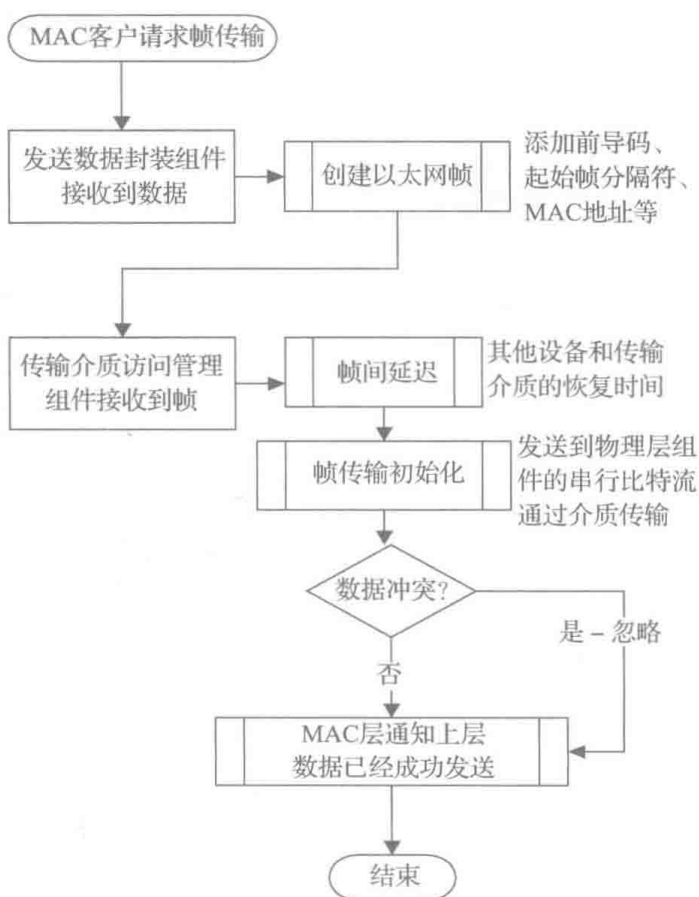 MAC客户请求帧传输
发送数据封装组件
接收到数据
创建以太网帧
添加前导码、
起始帧分隔符、
MAC地址等
传输介质访问管理
组件接收到帧
帧间延迟
其他设备和传输
介质的恢复时间
帧传输初始化
发送到物理层组
件的串行比特流
通过介质传输
数据冲突?
是－忽略
否
MAC层通知上层
数据已经成功发送
结束